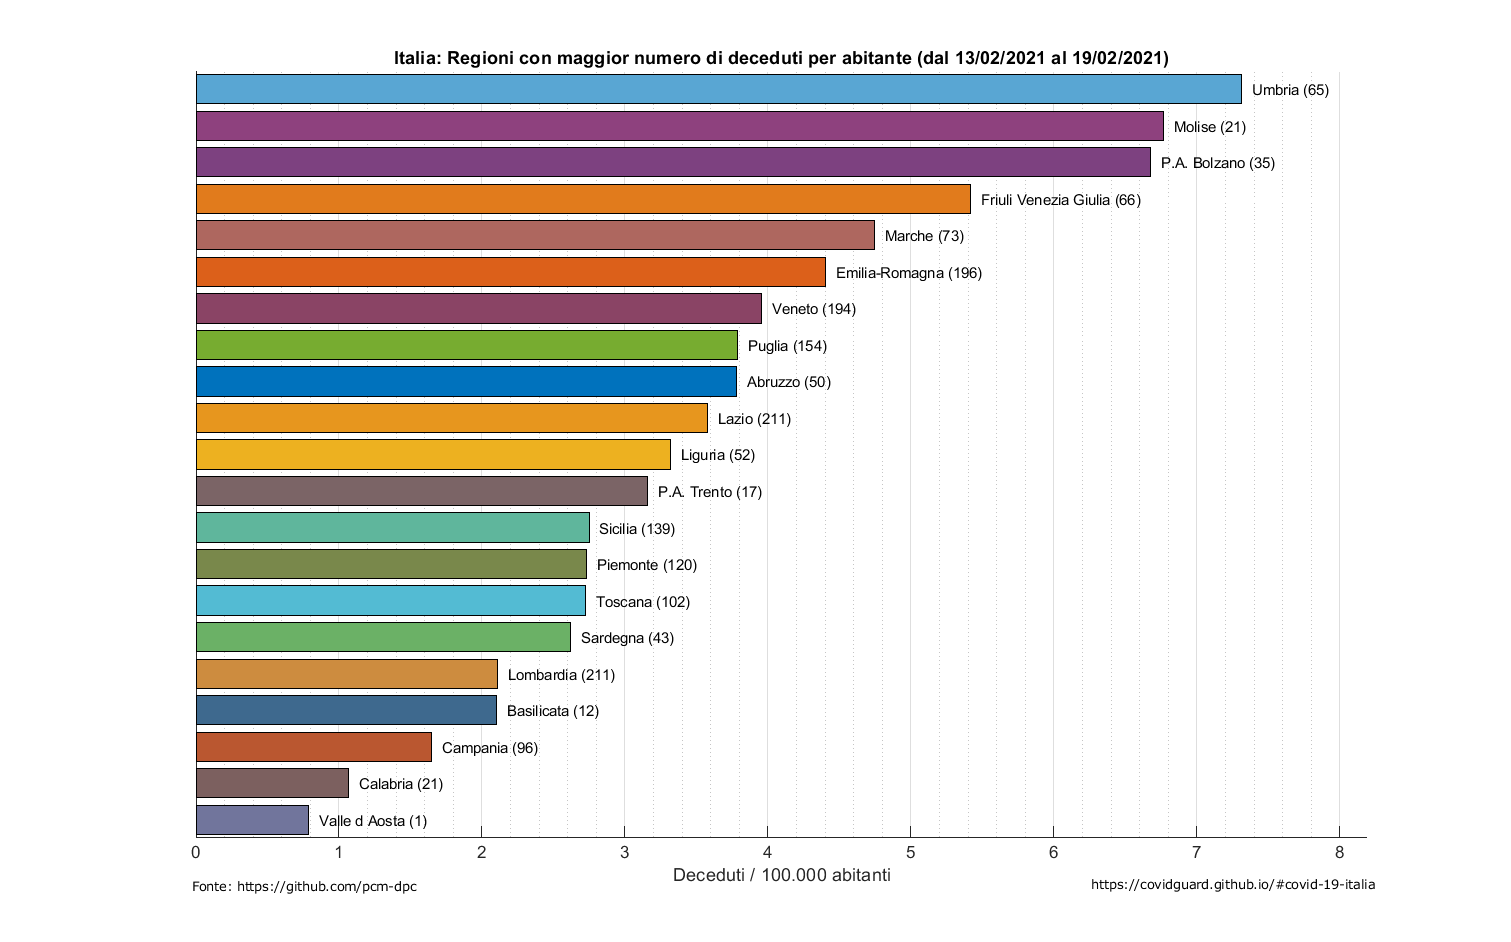 Italia: Regioni con maggior numero di deceduti per abitante (dal 13/02/2021 al 19/02/2021)
Umbria (65)
Molise (21)
P.A. Bolzano (35)
Friuli Venezia Giulia (66)
Marche (73)
Emilia-Romagna (196)
Veneto (194)
Puglia (154)
Abruzzo (50)
Lazio (211)
Liguria (52)
P.A. Trento (17)
Sicilia (139)
Piemonte (120)
Toscana (102)
Sardegna (43)
Lombardia (211)
Basilicata (12)
Campania (96)
Calabria (21)
Valle d Aosta (1)
0 1 2 3 4 5 6 7 8
Deceduti / 100.000 abitanti
Fonte: https://github.com/pcm-dpc
https://covidguard.github.io/#covid-19-italia